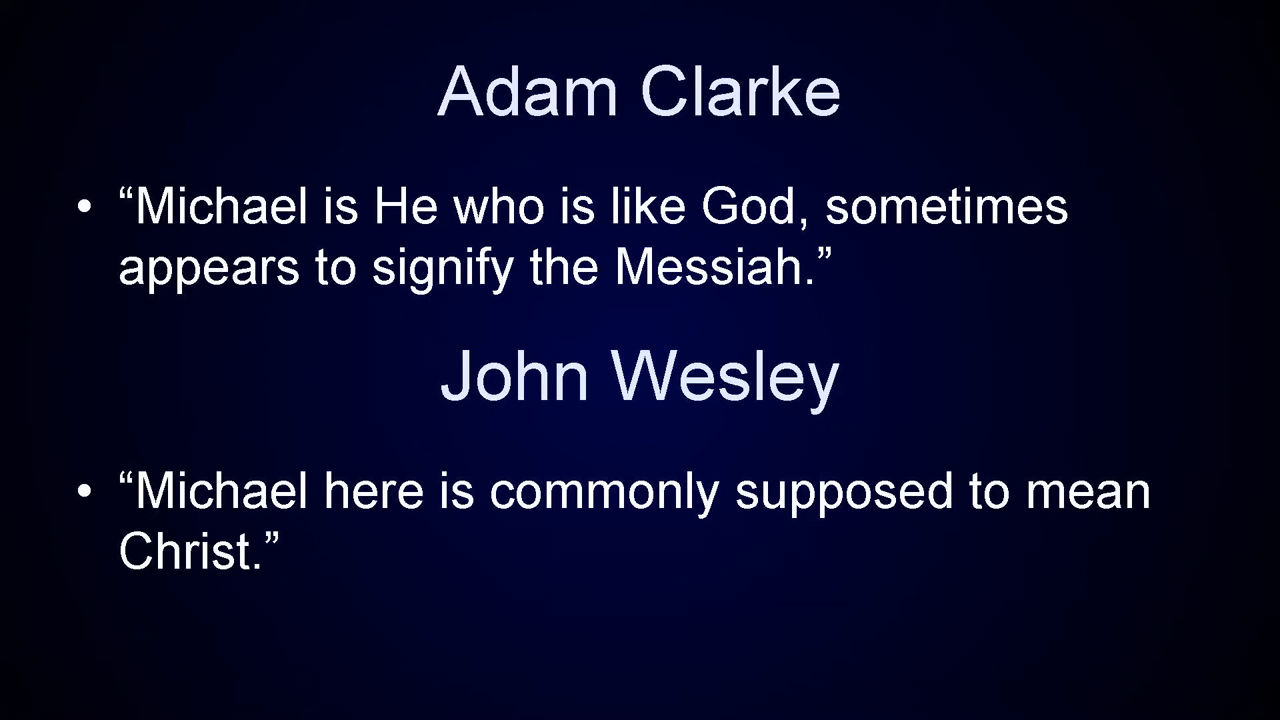 Adam Clarke
• “Michael is He who is like God, sometimes
appears to signify the Messiah.”
John Wesley
• “Michael here is commonly supposed to mean
Christ.”